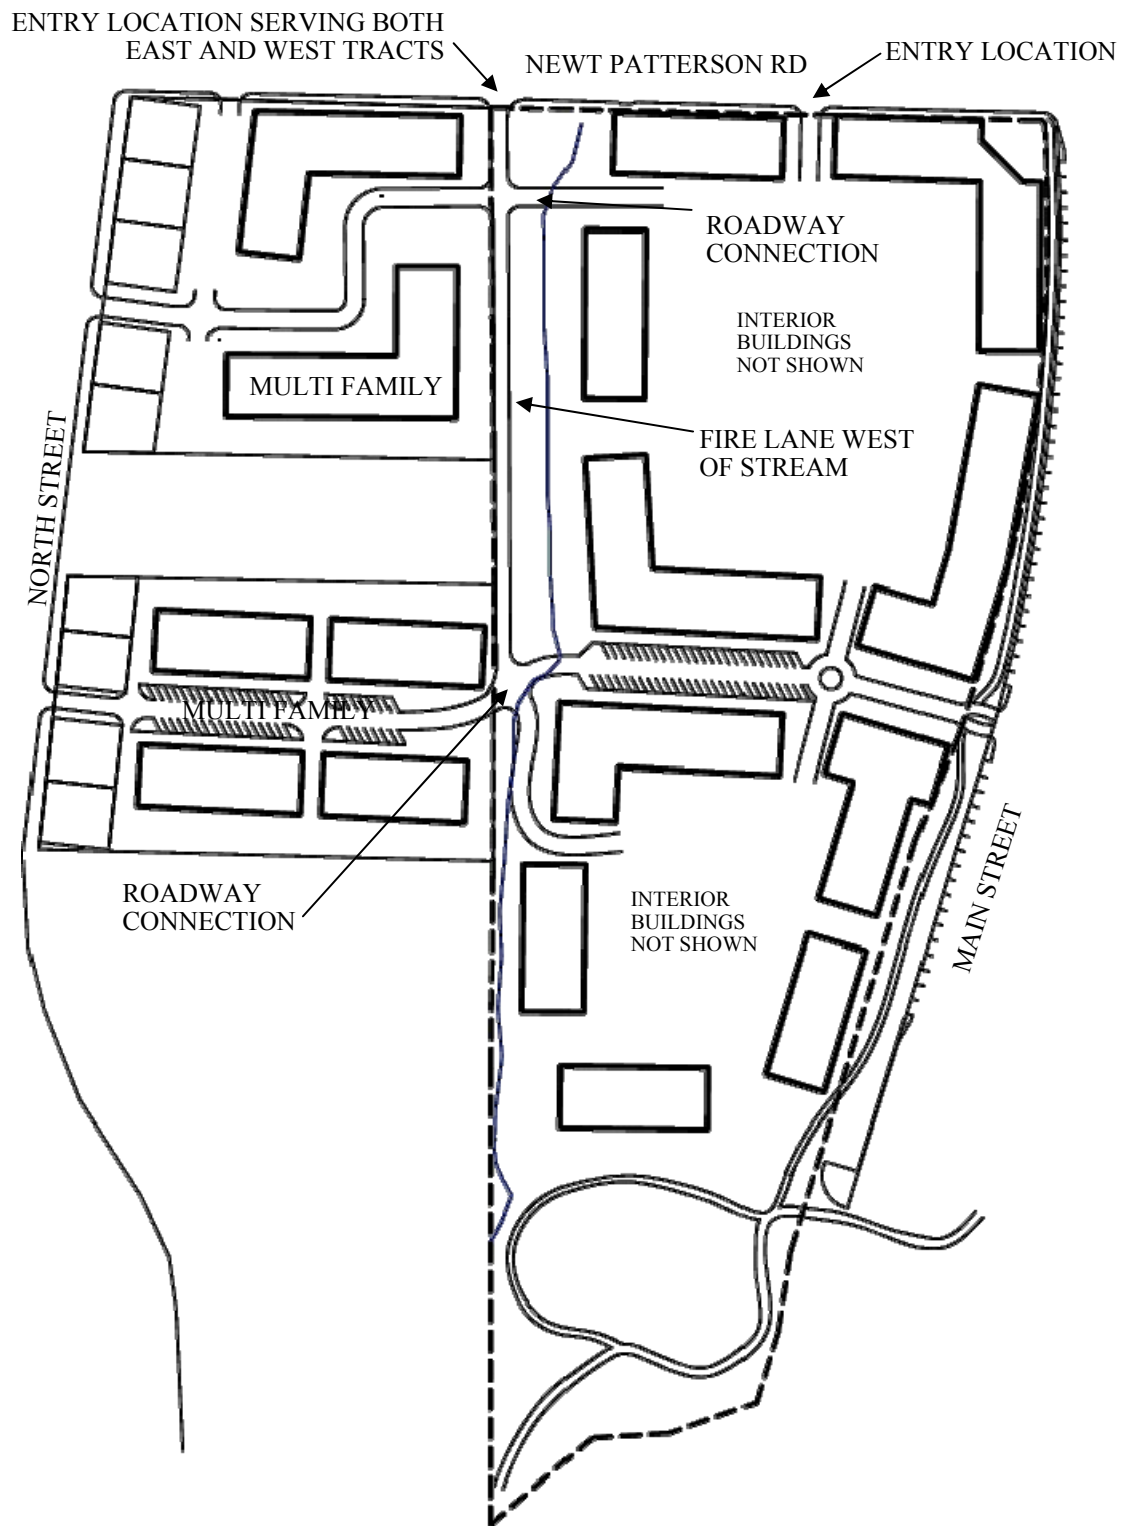 ENTRY LOCATION SERVING BOTH
EAST AND WEST TRACTS
NEWT PATTERSON RD
ENTRY LOCATION
ROADWAY
CONNECTION
INTERIOR
BUILDINGS
NOT SHOWN
MULTI FAMILY
FIRE LANE WEST
OF STREAM
NORTH STREET
MULTI FAMILY
ROADWAY
CONNECTION
INTERIOR
BUILDINGS
NOT SHOWN
MAIN STREET